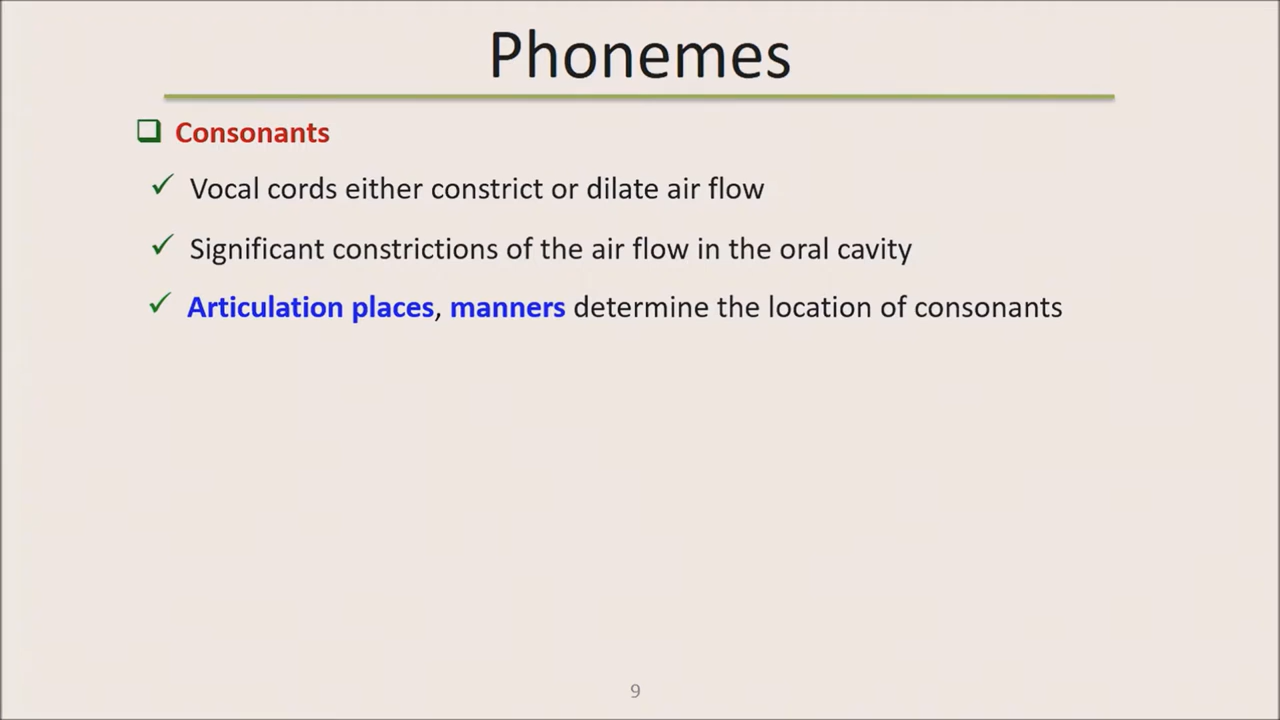 Phonemes
Consonants
Vocal cords either constrict or dilate air flow
Significant constrictions of the air flow in the oral cavity
Articulation places, manners determine the location of consonants
9